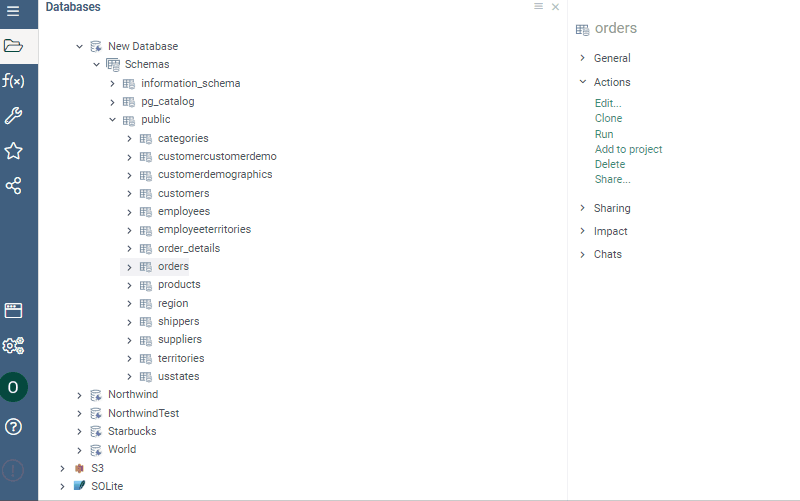 Databases
New Database
Schemas
information_schema
pg_catalog
public
categories
customercustomerdemo
customerdemographics
customers
employees
employeeterritories
order_details
orders
products
region
shippers
suppliers
territories
usstates
Northwind
NorthwindTest
Starbucks
World
S3
SQLite
f(x)
O
?
orders
General
Actions
Edit...
Clone
Run
Add to project
Delete
Share...
Sharing
Impact
Chats